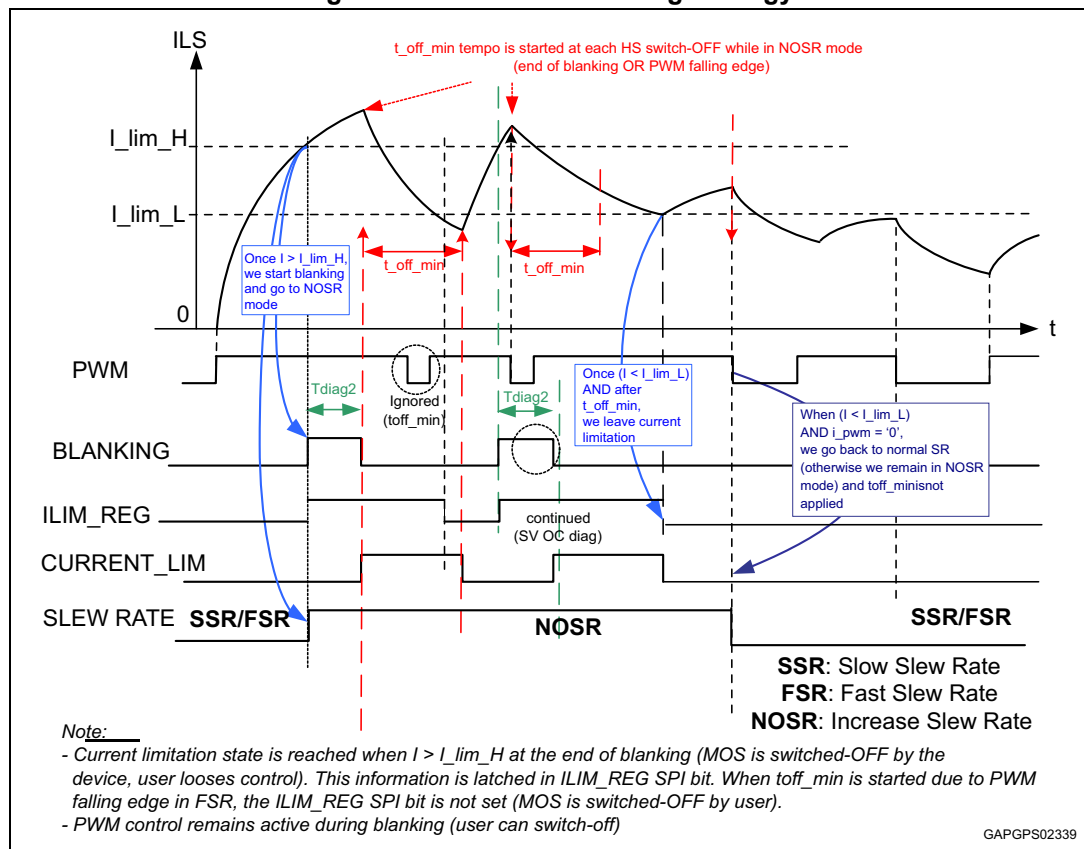 ILS
t_off_min tempo is started at each HS switch-OFF while in NOSR mode
(end of blanking OR PWM falling edge)
I_lim_H
I_lim_L
Once I > I_lim_H,
we start blanking
and go to NOSR
mode
t_off_min
t_off_min
0
t
PWM
Tdiag2
Ignored
(toff_min)
Tdiag2
Once (I < I_lim_L)
AND after
t_off_min,
we leave current
limitation
When (I < I_lim_L)
AND i_pwm = ‘0’,
we go back to normal SR
(otherwise we remain in NOSR
mode) and toff_minisnot
applied
BLANKING
ILIM_REG
continued
(SV OC diag)
CURRENT_LIM
SLEW RATE
SSR/FSR
NOSR
SSR/FSR
SSR: Slow Slew Rate
FSR: Fast Slew Rate
NOSR: Increase Slew Rate
Note:
- Current limitation state is reached when I > I_lim_H at the end of blanking (MOS is switched-OFF by the
device, user looses control). This information is latched in ILIM_REG SPI bit. When toff_min is started due to PWM
falling edge in FSR, the ILIM_REG SPI bit is not set (MOS is switched-OFF by user).
- PWM control remains active during blanking (user can switch-off)
GAPGPS02339